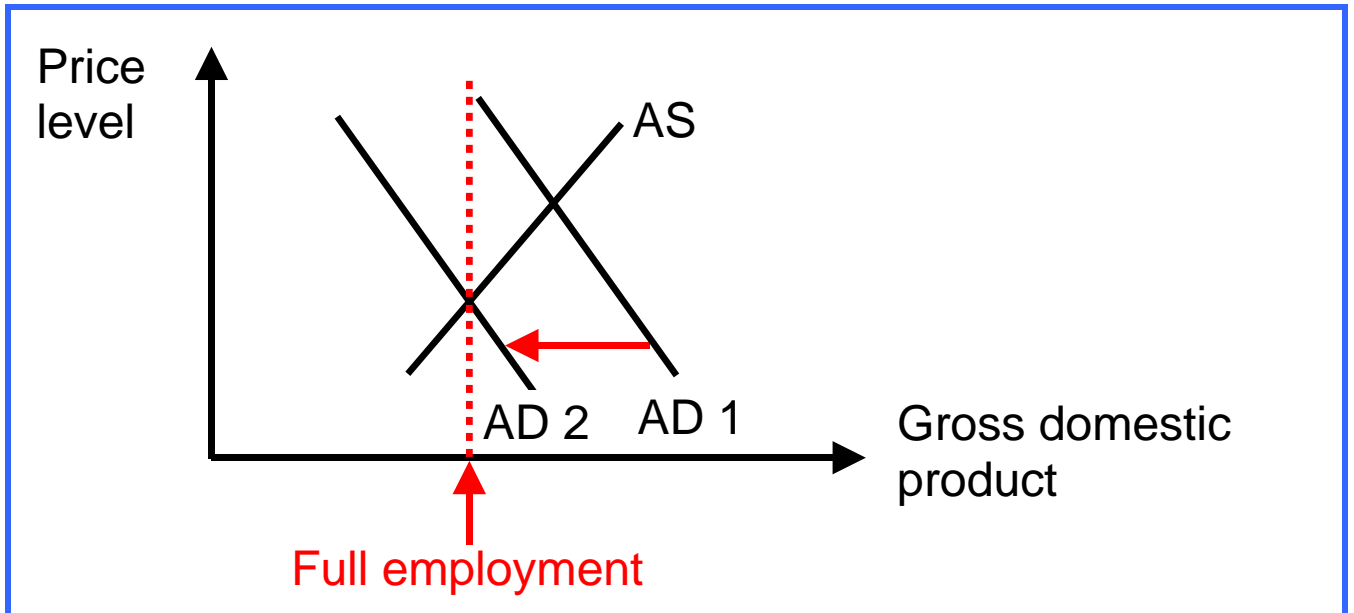 Price
level
AS
AD 2
AD 1
Gross domestic
product
Full employment